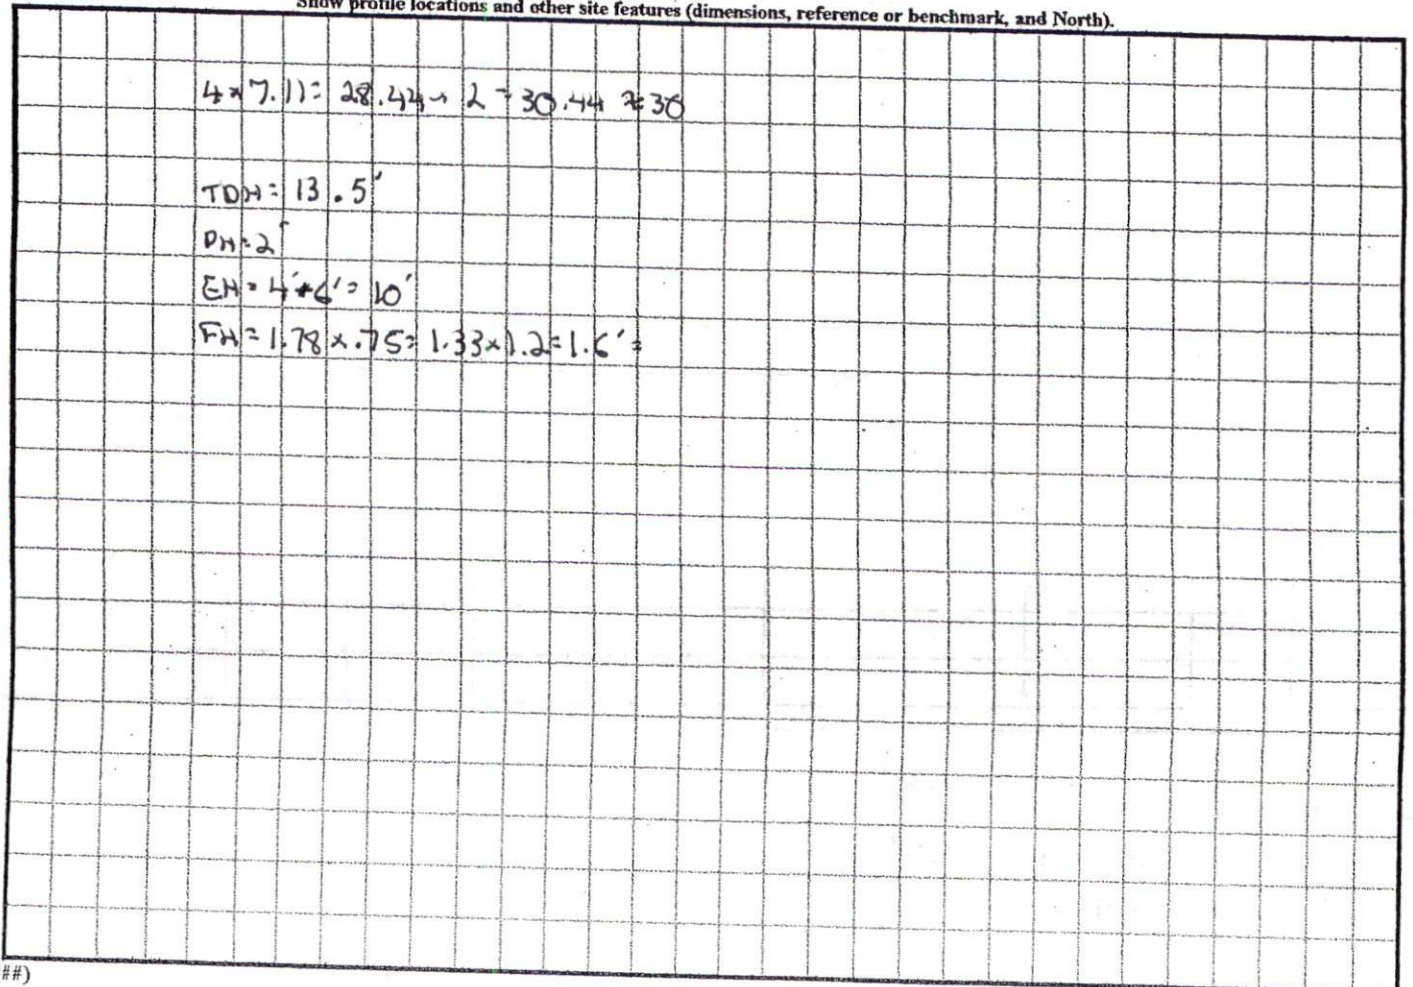 Show profile locations and other site features (dimensions, reference or benchmark, and North).
4 x 7.11 = 28.44 + 2 = 30.44 ≈ 30
TDH = 13.5'
PH = 2'
EH = 4' + 6' = 10'
FH = 1.78 x .75 = 1.33 x 1.2 = 1.6' =
##)